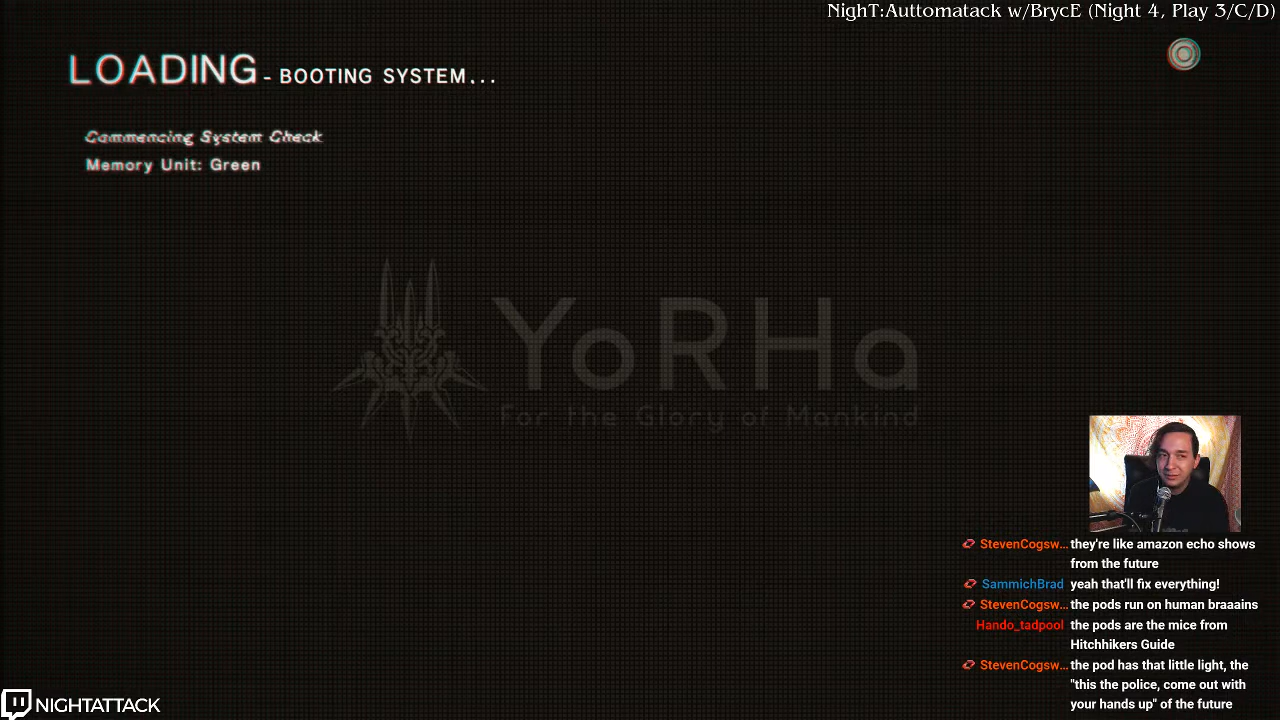 NighT:Auttomatack w/BrycE (Night 4, Play 3/C/D)
LOADING - BOOTING SYSTEM...
Commencing System Check
Memory Unit: Green
YoRHa
For the Glory of Mankind
StevenCogsw... they're like amazon echo shows
from the future
SammichBrad yeah that'll fix everything!
StevenCogsw... the pods run on human braaains
Hando_tadpool the pods are the mice from
Hitchhikers Guide
StevenCogsw... the pod has that little light, the
"this the police, come out with
your hands up" of the future
NIGHTATTACK